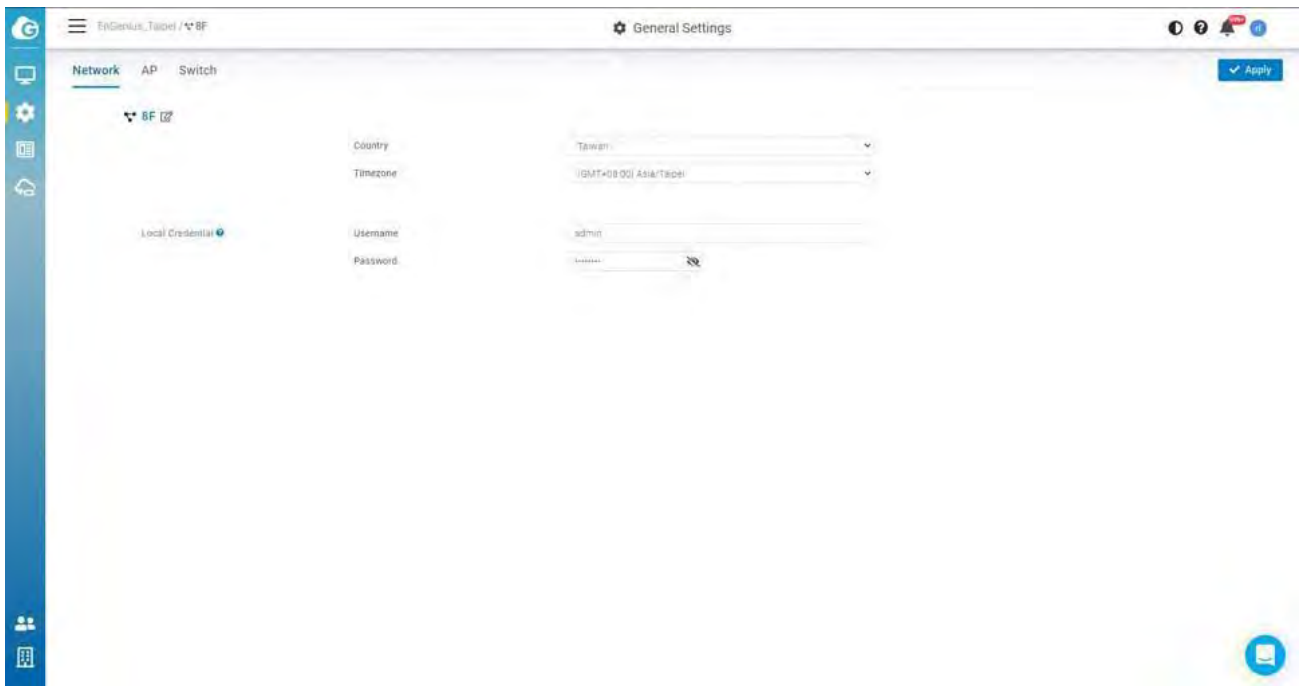 EnGenius_Taipei / 8F
General Settings
Network AP Switch
Apply
8F
Country Taiwan
Timezone (GMT+08:00) Asia/Taipei
Local Credential Username admin
Password ********